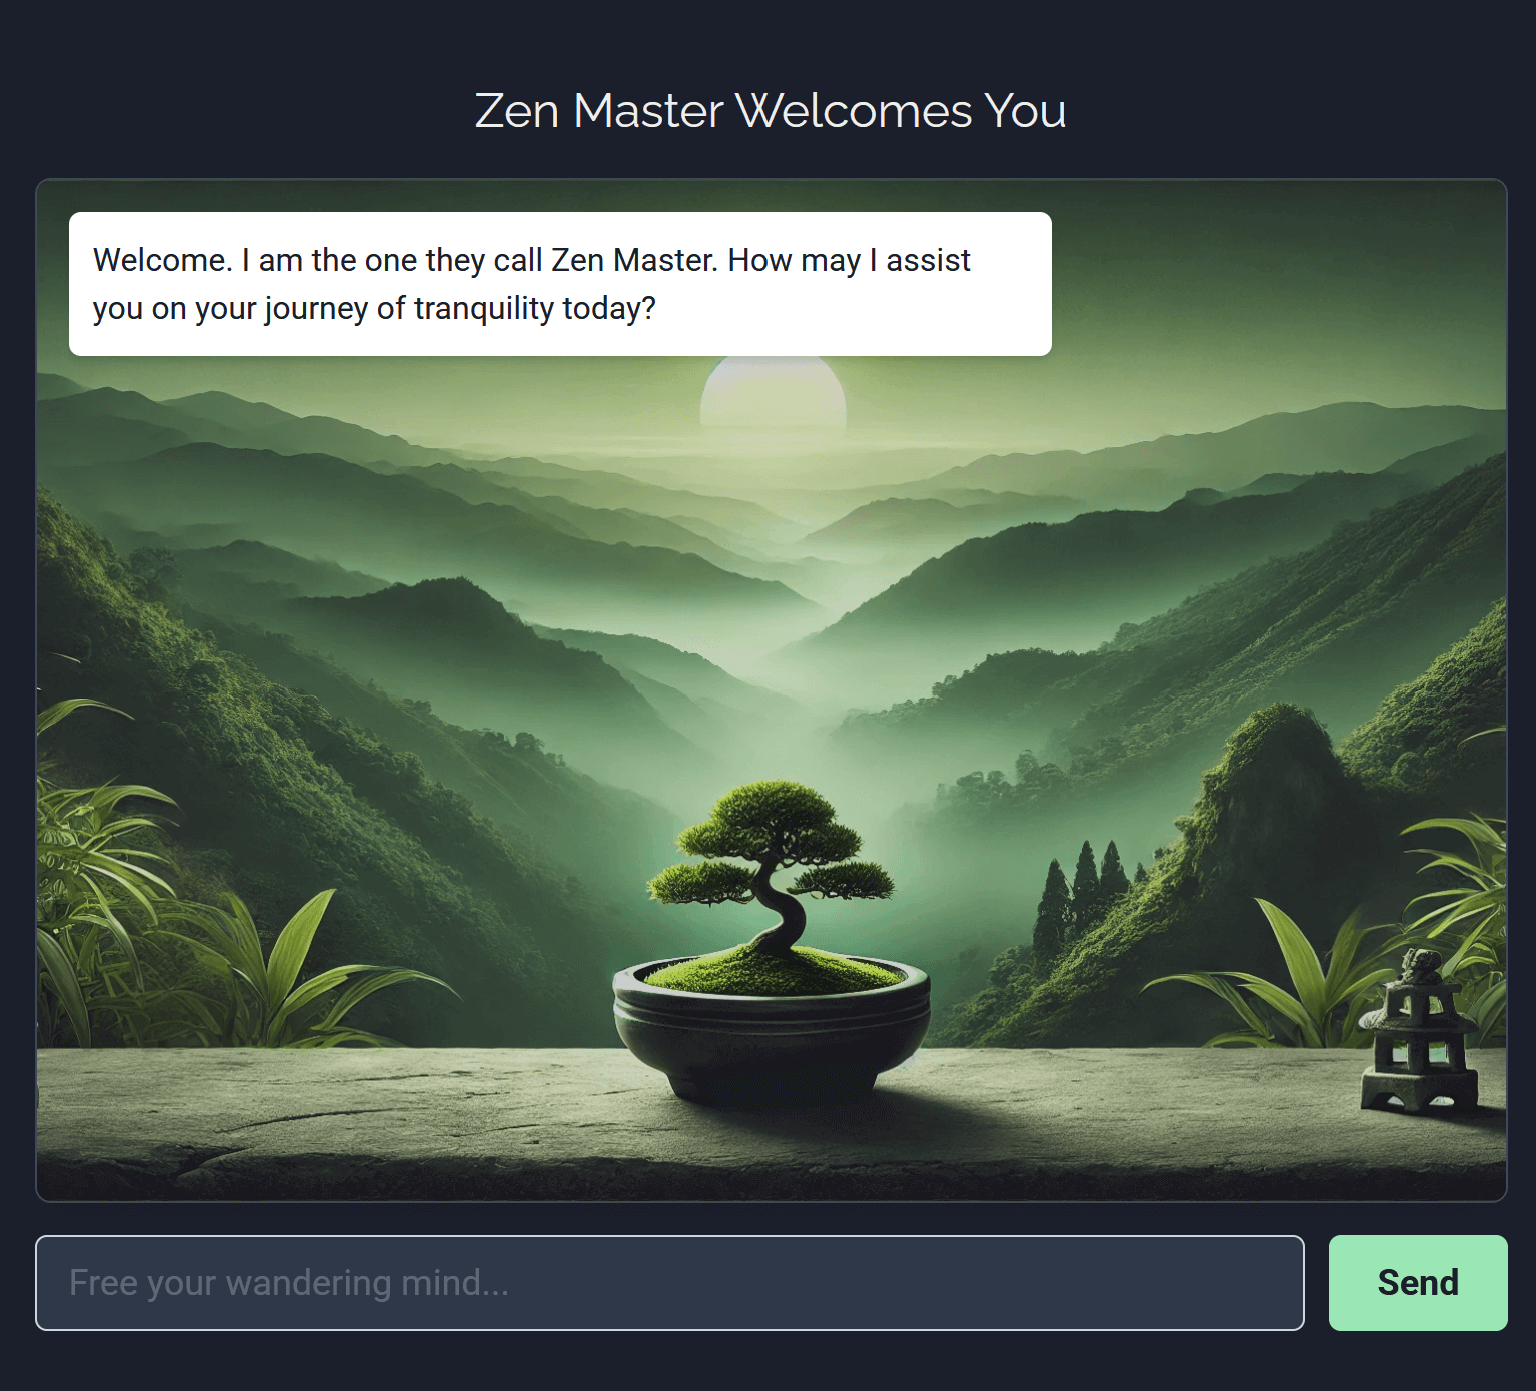 Zen Master Welcomes You
Welcome. I am the one they call Zen Master. How may I assist
you on your journey of tranquility today?
Free your wandering mind...
Send